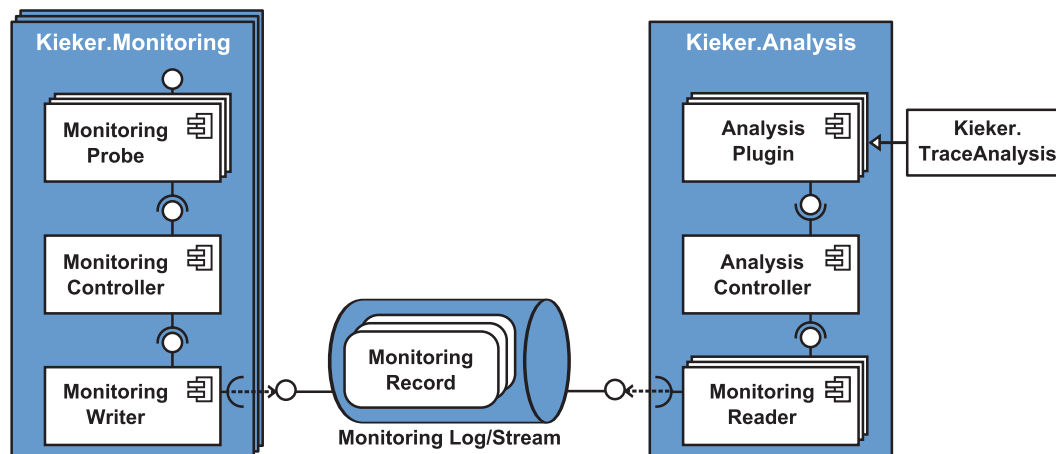 Kieker.Monitoring
Monitoring
Probe
Monitoring
Controller
Monitoring
Writer
Monitoring
Record
Monitoring Log/Stream
Kieker.Analysis
Analysis
Plugin
Kieker.
TraceAnalysis
Analysis
Controller
Monitoring
Reader